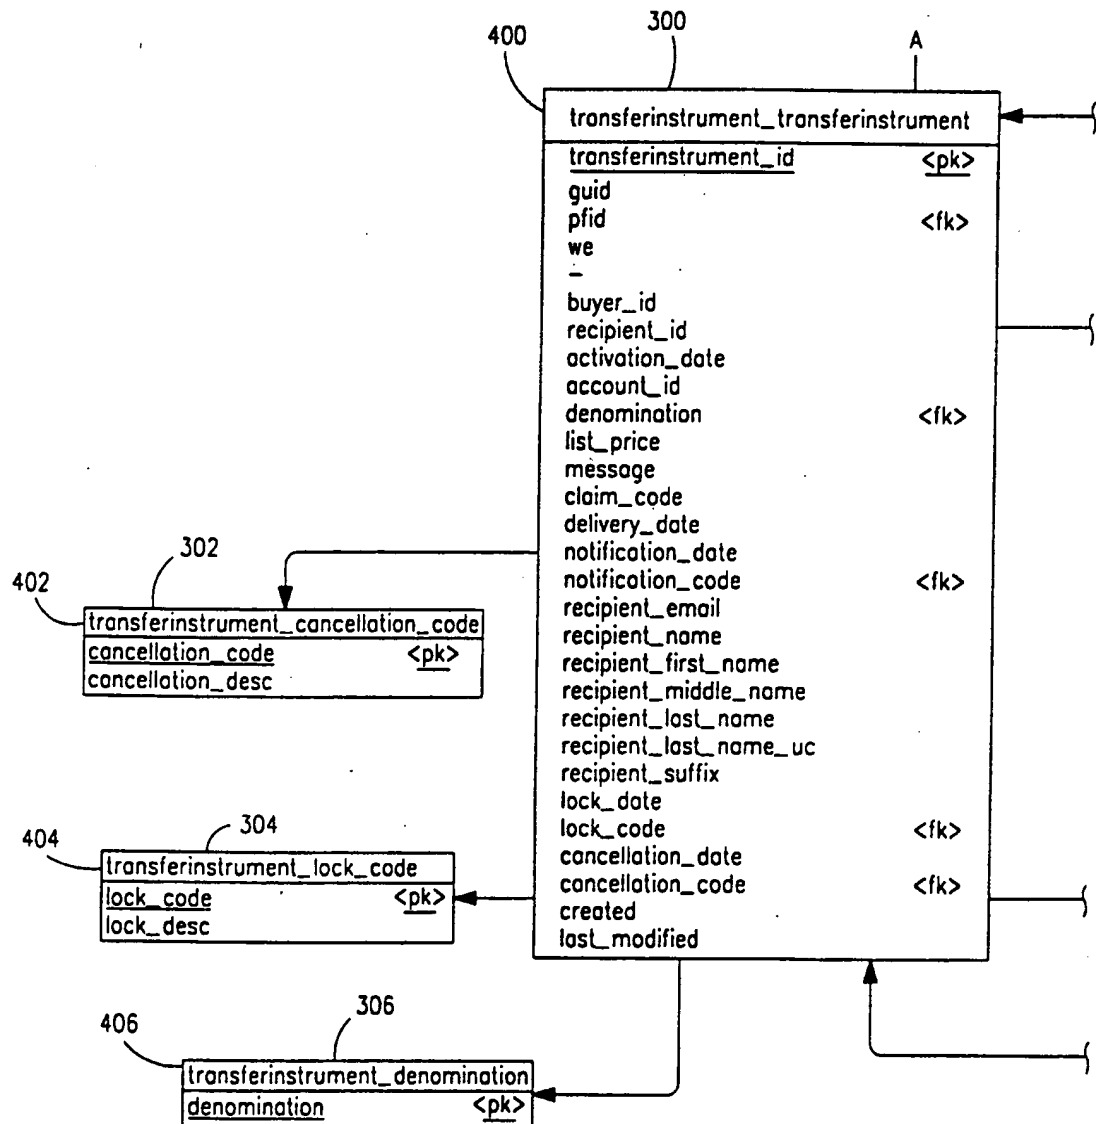 400
300
A
transferinstrument_transferinstrument
transferinstrument_id <pk>
guid
pfid <fk>
we
–
buyer_id
recipient_id
activation_date
account_id
denomination <fk>
list_price
message
claim_code
delivery_date
notification_date
notification_code <fk>
recipient_email
recipient_name
recipient_first_name
recipient_middle_name
recipient_last_name
recipient_last_name_uc
recipient_suffix
lock_date
lock_code <fk>
cancellation_date
cancellation_code <fk>
created
last_modified
402
302
transferinstrument_cancellation_code
cancellation_code <pk>
cancellation_desc
404
304
transferinstrument_lock_code
lock_code <pk>
lock_desc
406
306
transferinstrument_denomination
denomination <pk>